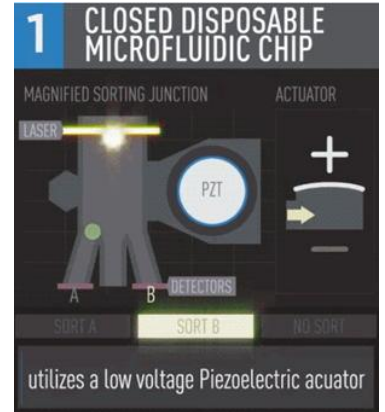 1
CLOSED DISPOSABLE
MICROFLUIDIC CHIP
MAGNIFIED SORTING JUNCTION
ACTUATOR
LASER
+
PZT
A
B
DETECTORS
−
SORT A
SORT B
NO SORT
utilizes a low voltage Piezoelectric acuator